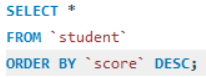 SELECT *
FROM `student`
ORDER BY `score` DESC;